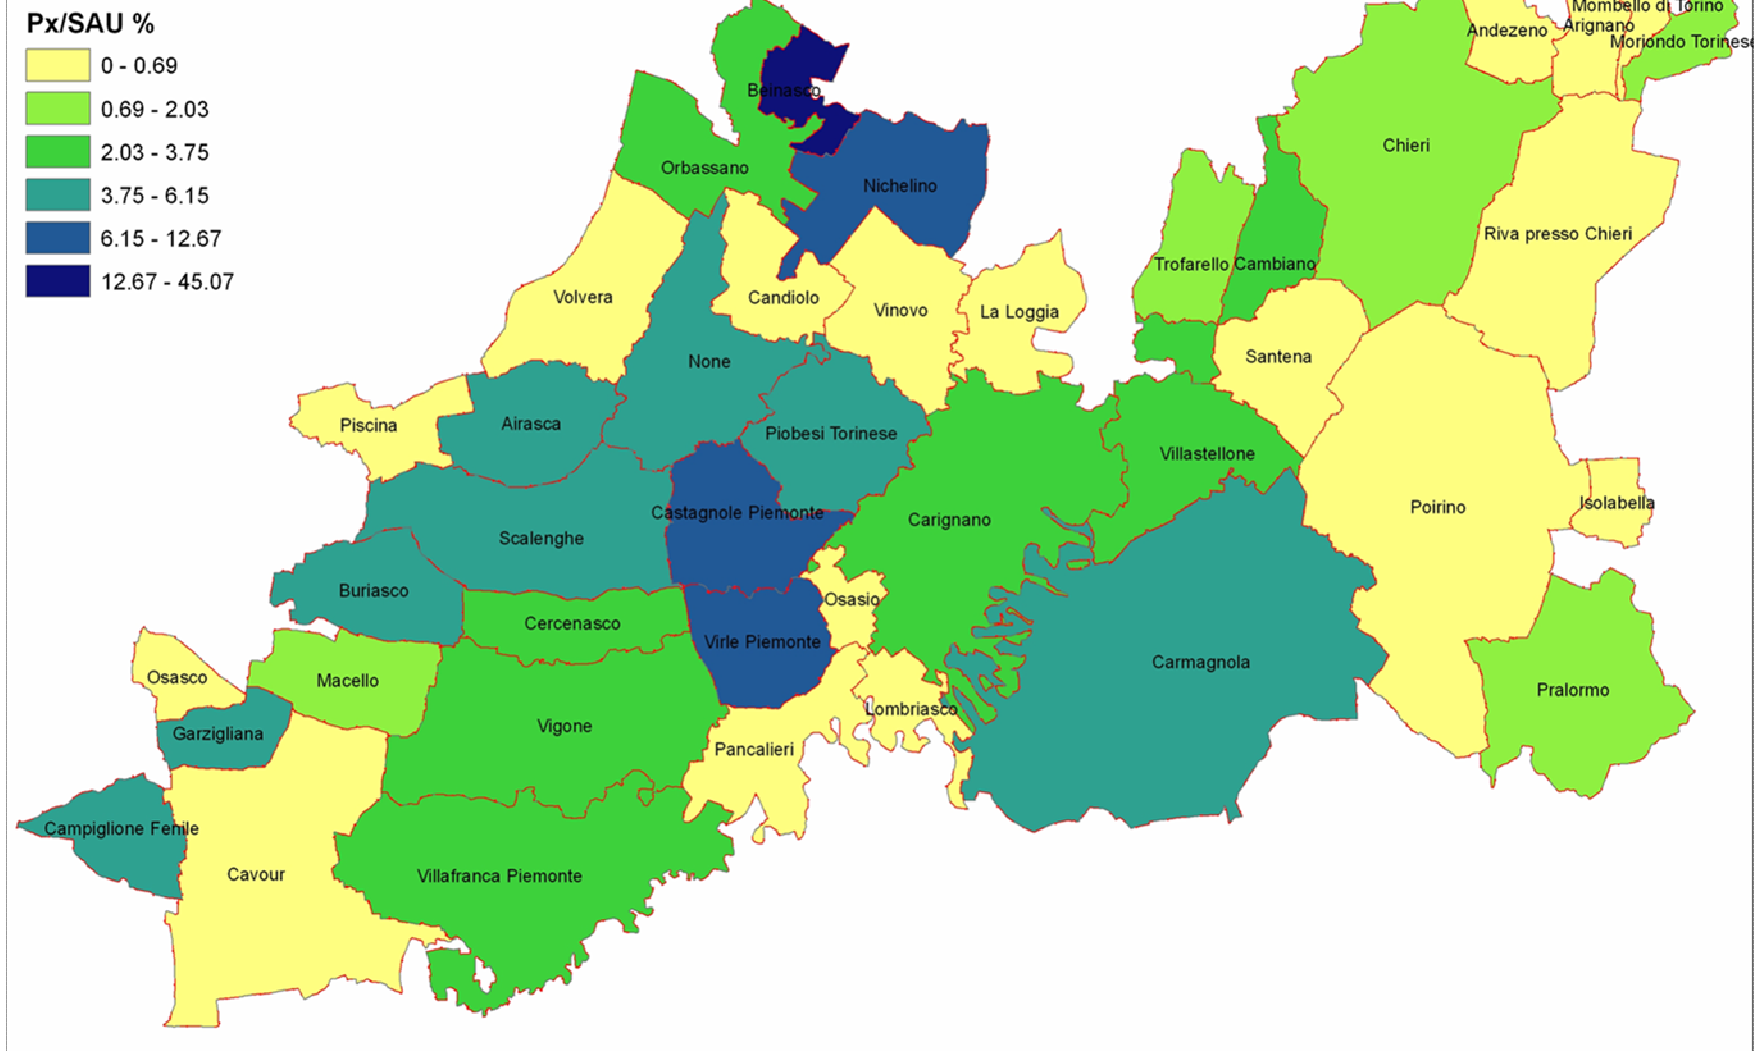 Px/SAU %
0 - 0.69
0.69 - 2.03
2.03 - 3.75
3.75 - 6.15
6.15 - 12.67
12.67 - 45.07
Mombello di Torino
Andezeno
Arignano
Moriondo Torinese
Beinasco
Chieri
Orbassano
Nichelino
Riva presso Chieri
Trofarello
Cambiano
Volvera
Candiolo
Vinovo
La Loggia
Santena
None
Piscina
Airasca
Piobesi Torinese
Villastellone
Isolabella
Poirino
Castagnole Piemonte
Carignano
Scalenghe
Buriasco
Osasio
Cercenasco
Virle Piemonte
Carmagnola
Osasco
Macello
Pralormo
Lombriasco
Vigone
Garzigliana
Pancalieri
Campiglione Fenile
Cavour
Villafranca Piemonte